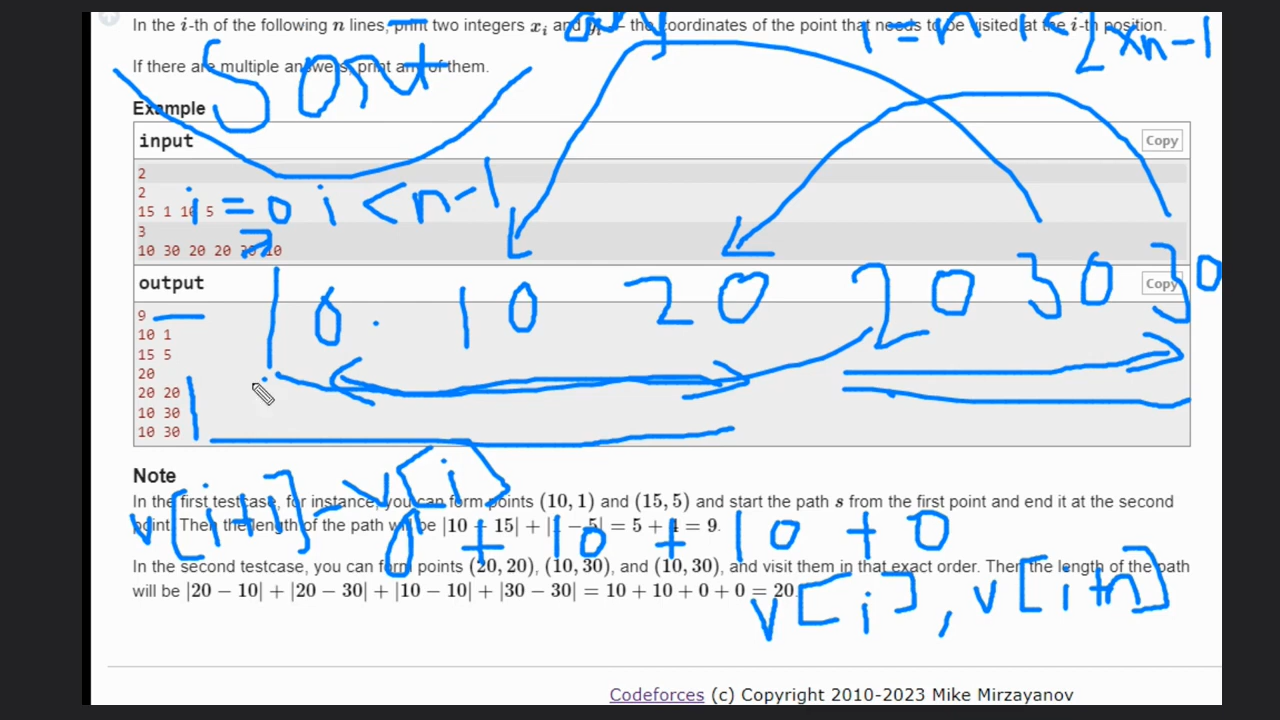 In the i-th of the following n lines, print two integers x_i and y_i — the coordinates of the point that needs to be visited at the i-th position.
i=n i<2xn-1
If there are multiple answers, print any of them.
Sort
Example
input
Copy
2
2
15 1 10 5
3
10 30 20 20 30 10
i=0 i<n-1
output
Copy
9
10 1
15 5
20
20 20
10 30
10 30
10 10 20 20 30 30
Note
v[i+1]-v[i]
In the first testcase, for instance, you can form points (10, 1) and (15, 5) and start the path s from the first point and end it at the second
point. Then the length of the path will be |10 − 15| + |1 − 5| = 5 + 4 = 9.
0 + 10 + 10 + 0
In the second testcase, you can form points (20, 20), (10, 30), and (10, 30), and visit them in that exact order. Then the length of the path
will be |20 − 10| + |20 − 30| + |10 − 10| + |30 − 30| = 10 + 10 + 0 + 0 = 20.
v[i], v[i+n]
Codeforces (c) Copyright 2010-2023 Mike Mirzayanov